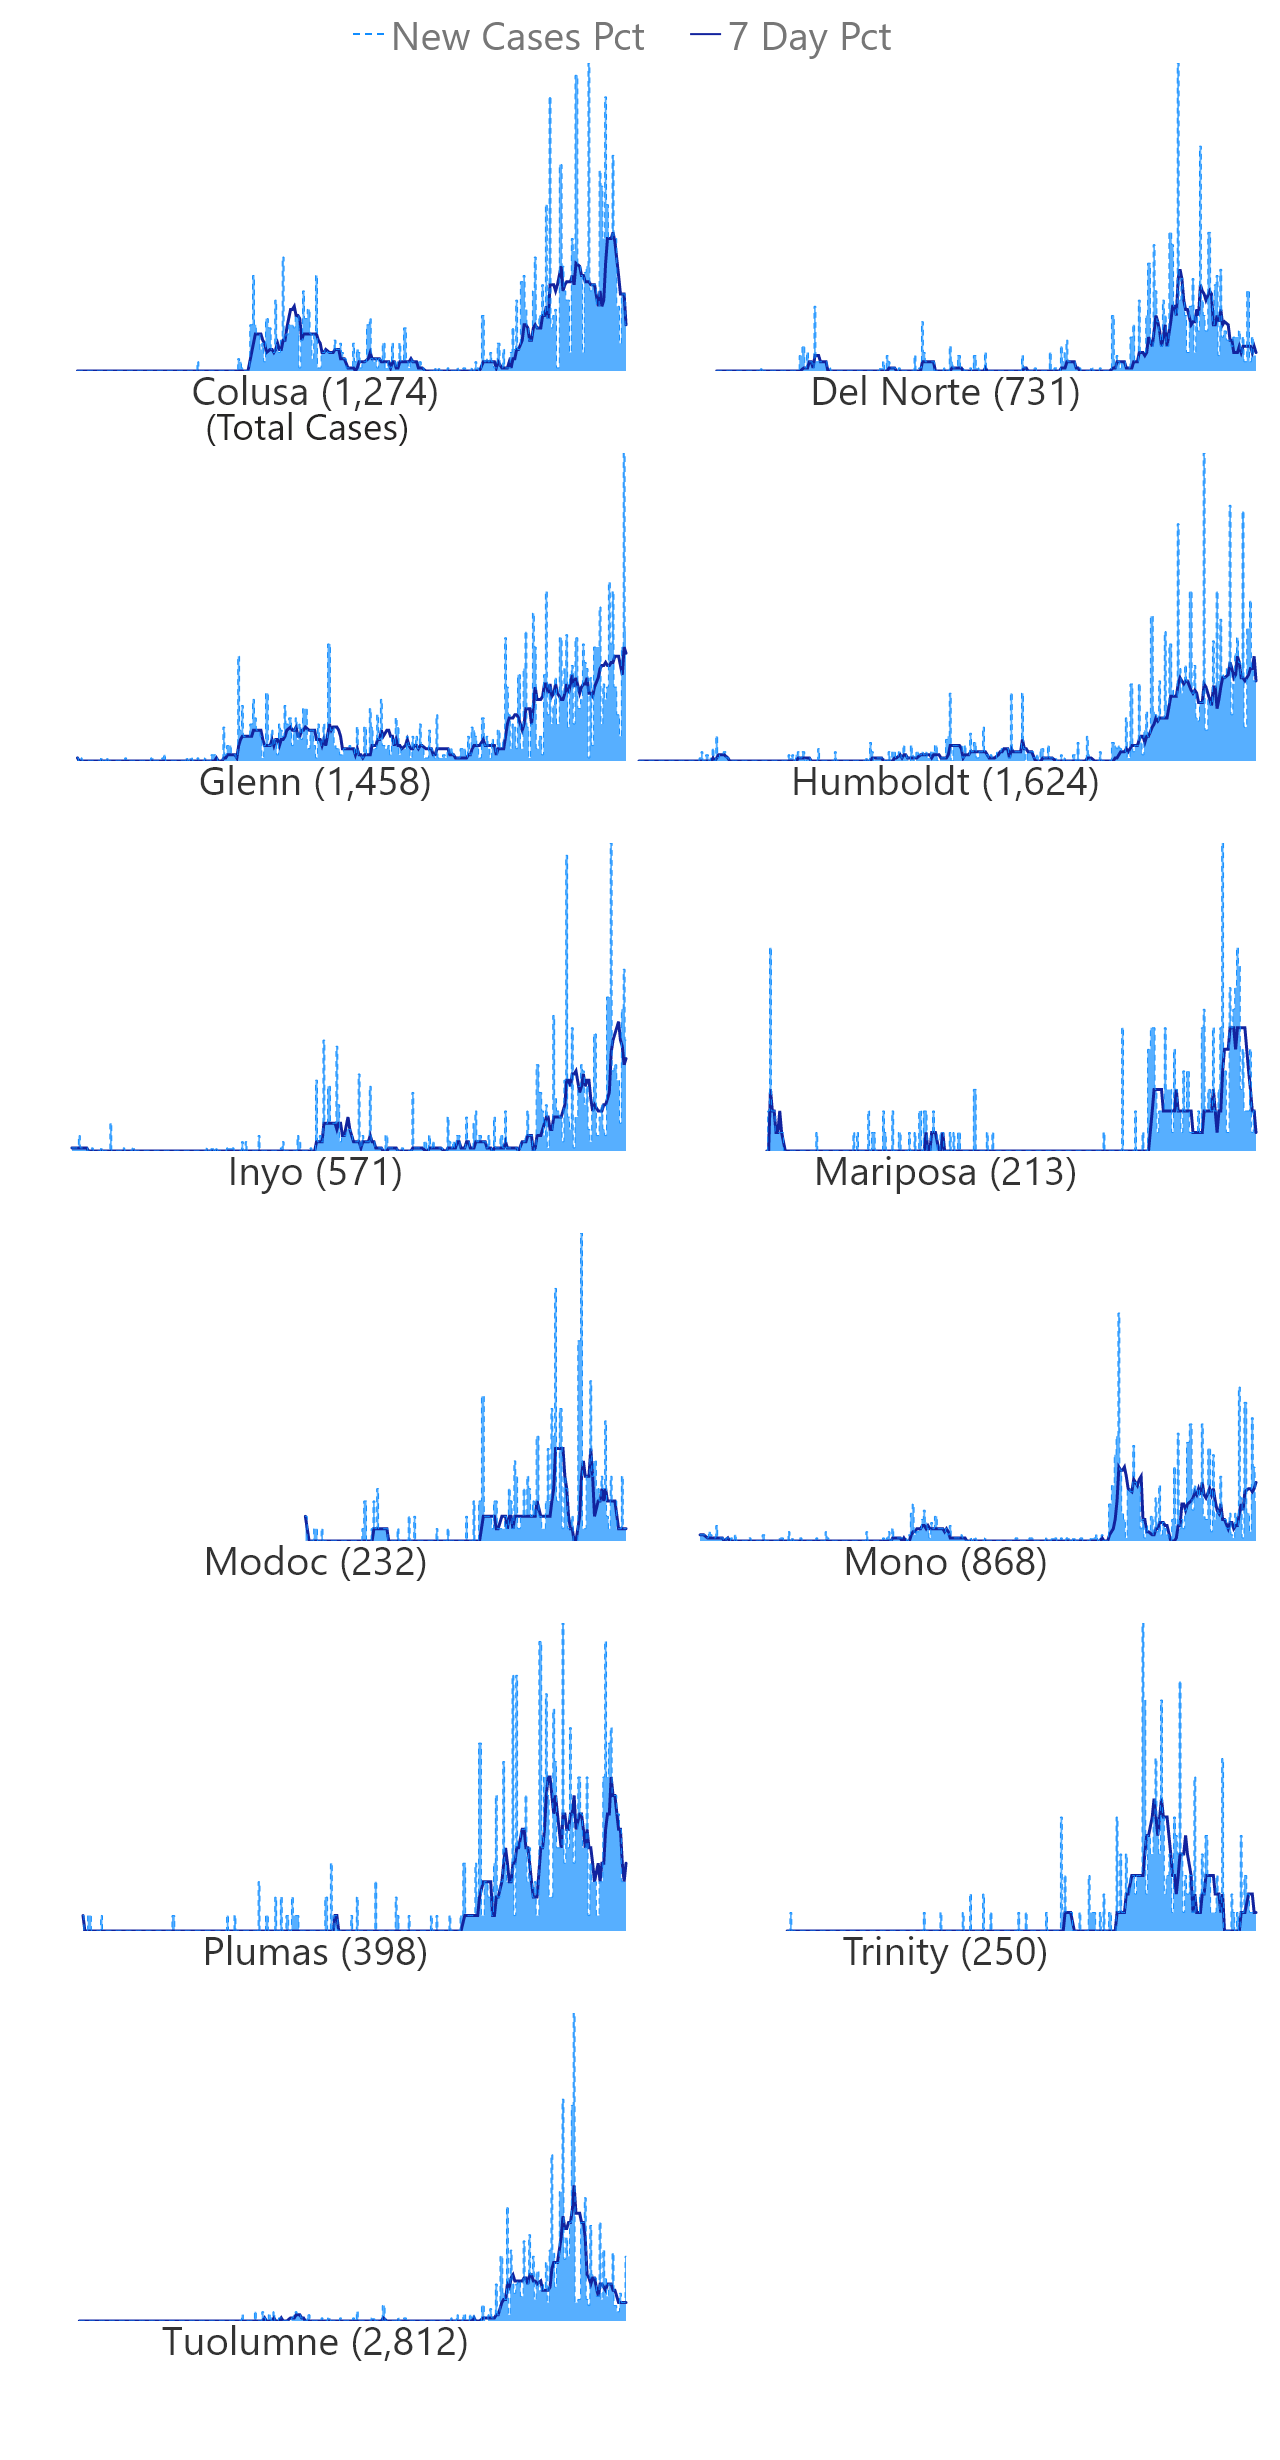 New Cases Pct 7 Day Pct
Colusa (1,274) Del Norte (731)
(Total Cases)
Glenn (1,458) Humboldt (1,624)
Inyo (571) Mariposa (213)
Modoc (232) Mono (868)
Plumas (398) Trinity (250)
Tuolumne (2,812)